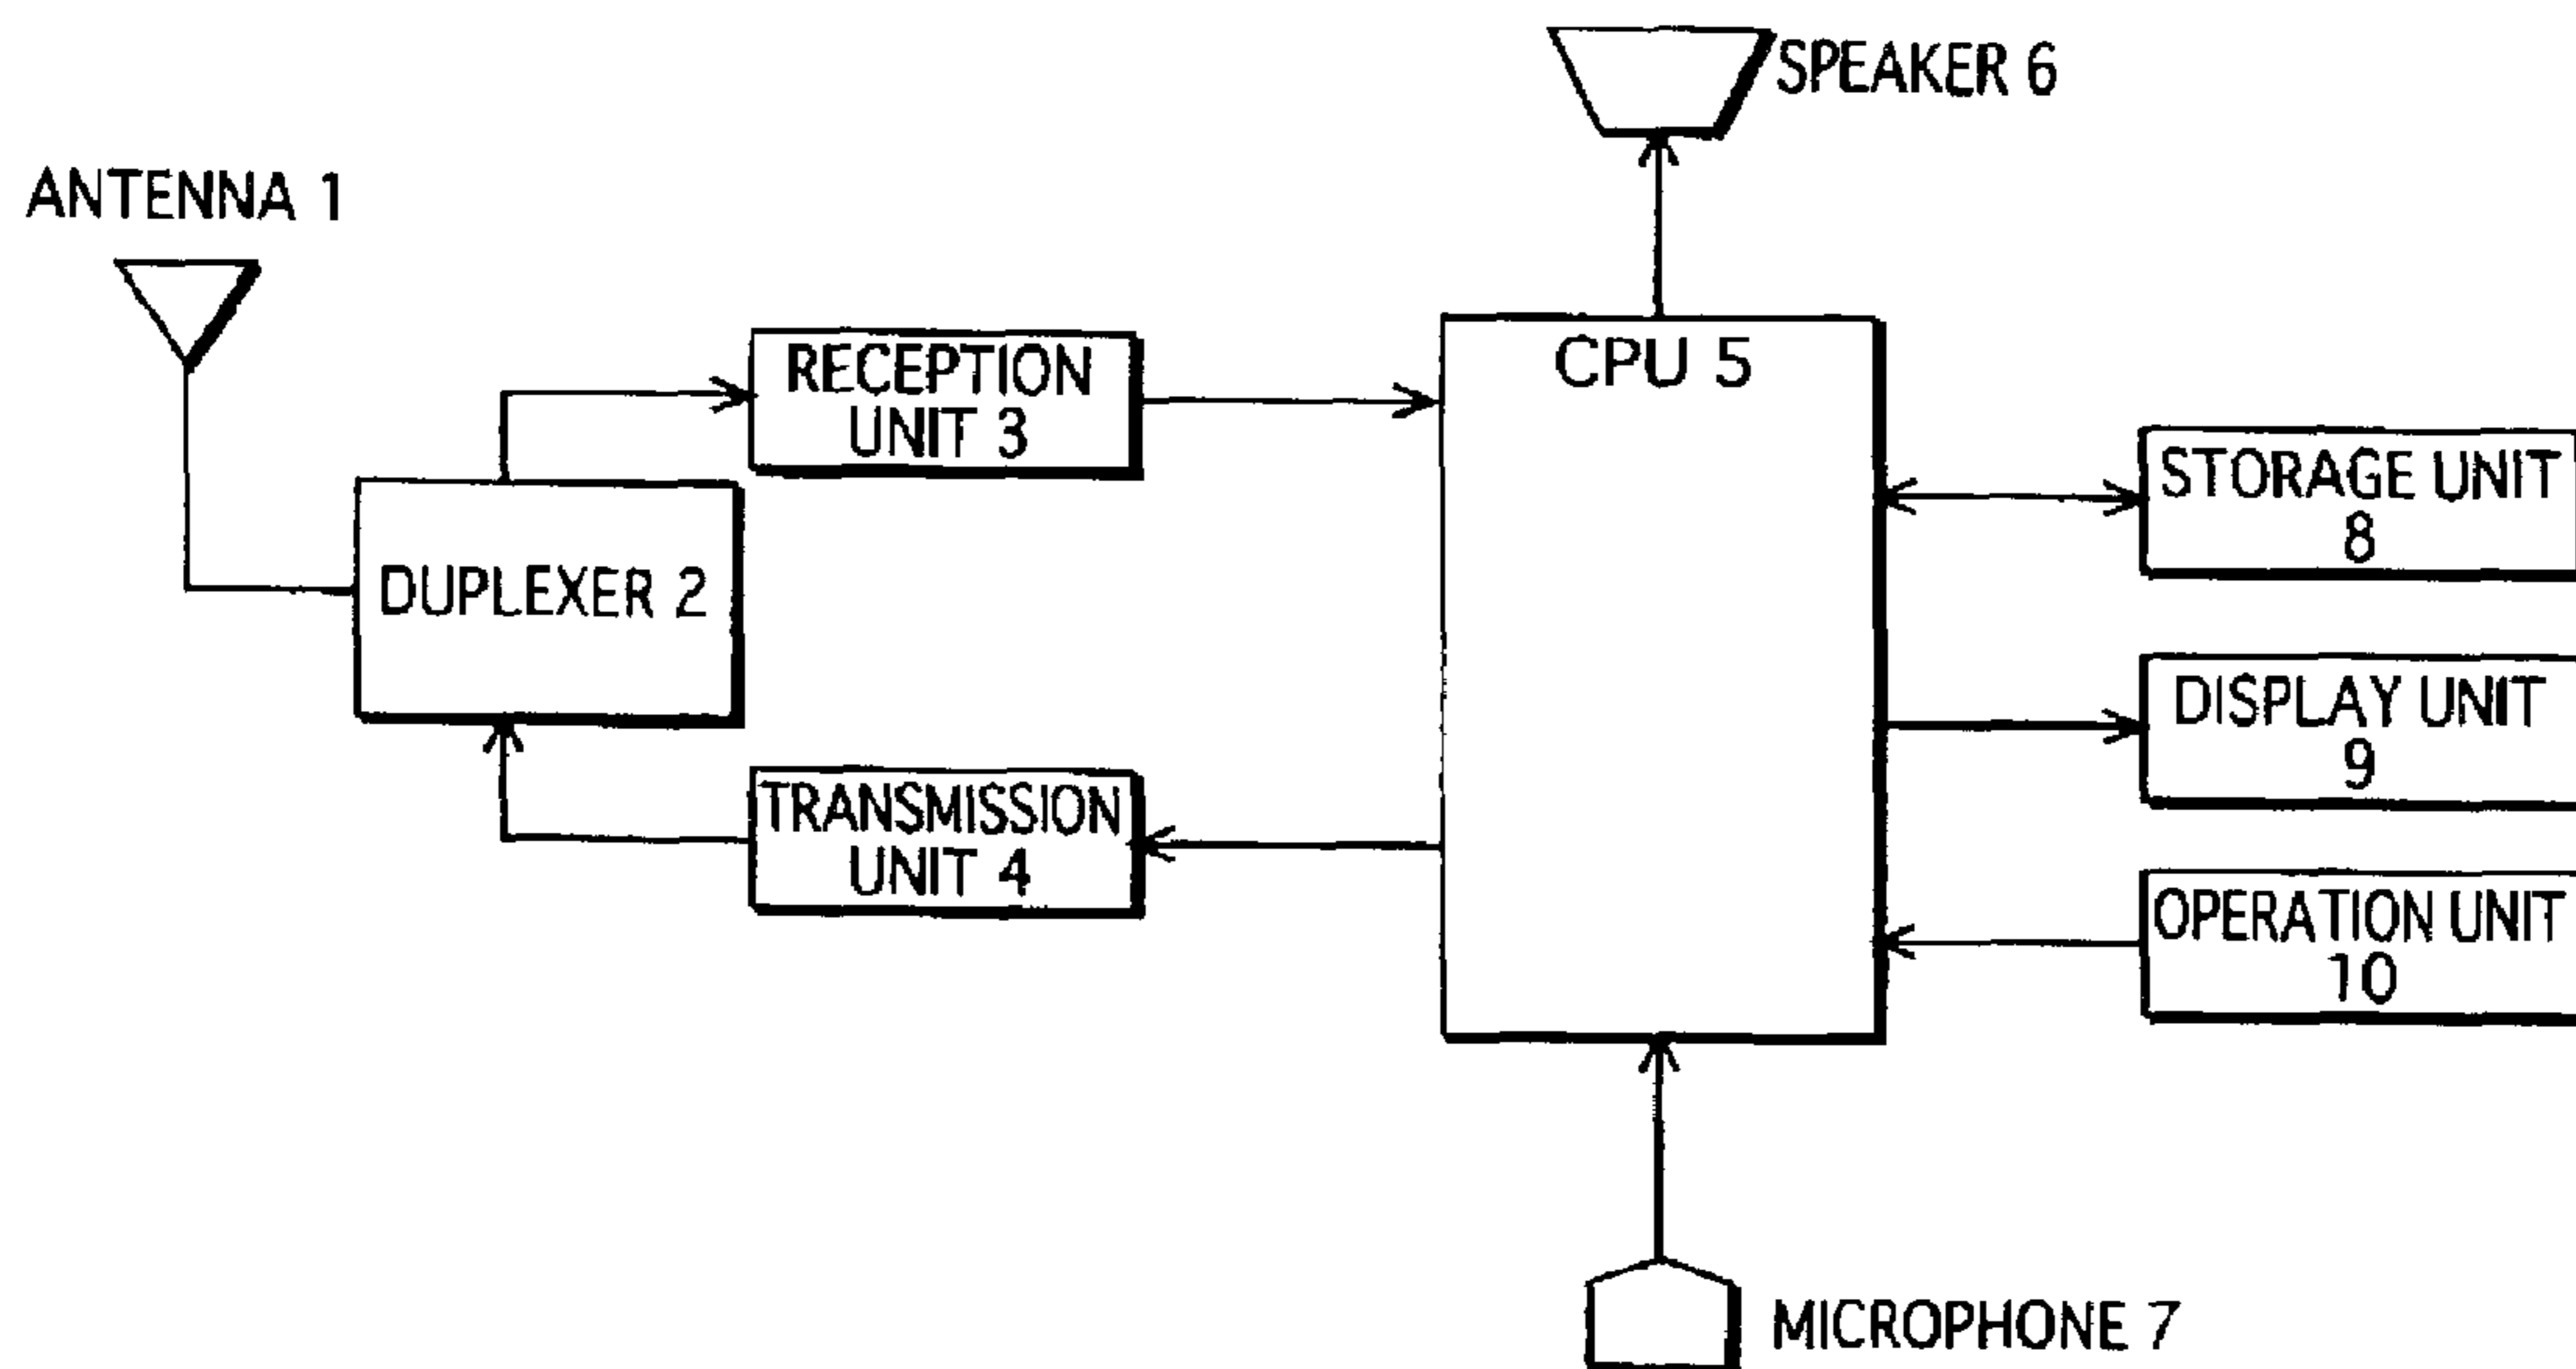 SPEAKER 6
ANTENNA 1
RECEPTION
UNIT 3
CPU 5
STORAGE UNIT
8
DUPLEXER 2
DISPLAY UNIT
9
TRANSMISSION
UNIT 4
OPERATION UNIT
10
MICROPHONE 7